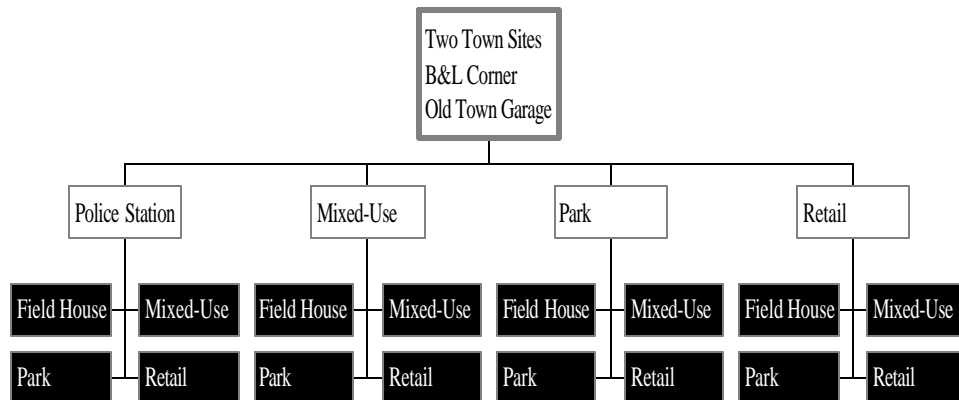 Two Town Sites
B&L Corner
Old Town Garage
Police Station
Mixed-Use
Park
Retail
Field House
Mixed-Use
Field House
Mixed-Use
Field House
Mixed-Use
Field House
Mixed-Use
Park
Retail
Park
Retail
Park
Retail
Park
Retail